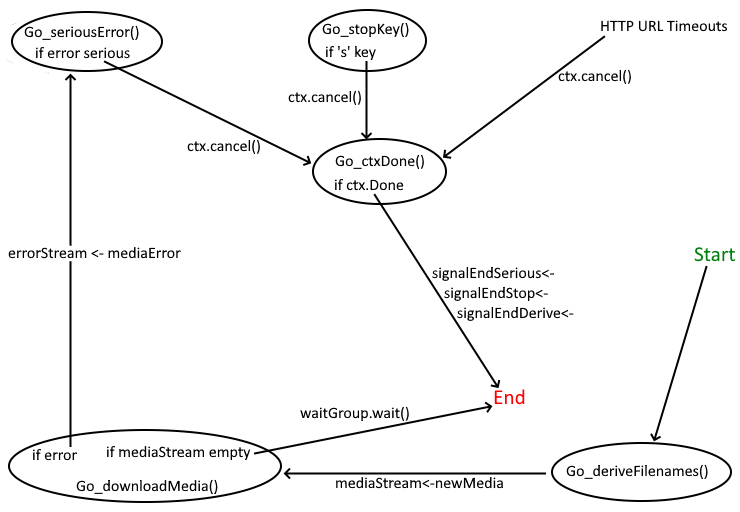 Go_seriousError()
if error serious
Go_stopKey()
if 's' key
HTTP URL Timeouts
ctx.cancel()
ctx.cancel()
ctx.cancel()
Go_ctxDone()
if ctx.Done
errorStream <- mediaError
Start
signalEndSerious<-
signalEndStop<-
signalEndDerive<-
End
waitGroup.wait()
if error
if mediaStream empty
Go_downloadMedia()
mediaStream<-newMedia
Go_deriveFilenames()